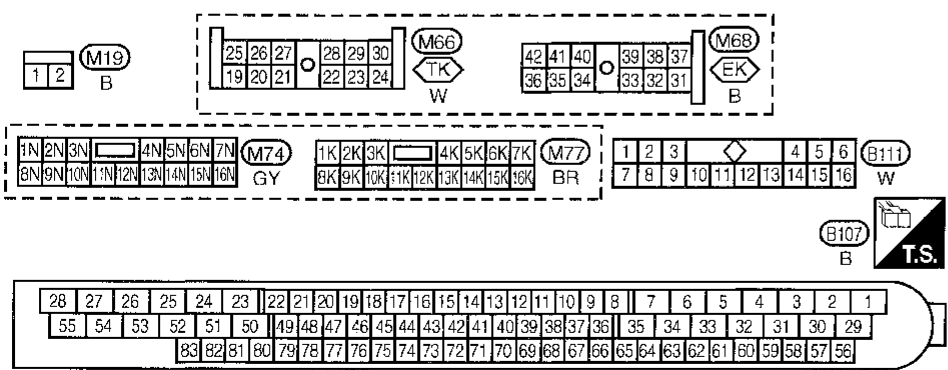 M19
1 2
B
25 26 27 28 29 30
19 20 21 22 23 24
M66
TK
W
42 41 40 39 38 37
36 35 34 33 32 31
M68
EK
B
1N 2N 3N 4N 5N 6N 7N
8N 9N 10N 11N 12N 13N 14N 15N 16N
M74
GY
1K 2K 3K 4K 5K 6K 7K
8K 9K 10K 11K 12K 13K 14K 15K 16K
M77
BR
1 2 3 4 5 6
7 8 9 10 11 12 13 14 15 16
B111
W
B107
B
T.S.
28 27 26 25 24 23 22 21 20 19 18 17 16 15 14 13 12 11 10 9 8 7 6 5 4 3 2 1
55 54 53 52 51 50 49 48 47 46 45 44 43 42 41 40 39 38 37 36 35 34 33 32 31 30 29
83 82 81 80 79 78 77 76 75 74 73 72 71 70 69 68 67 66 65 64 63 62 61 60 59 58 57 56